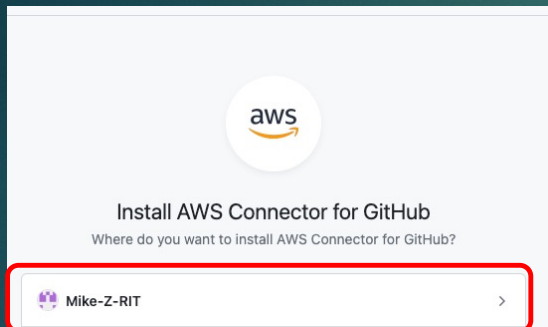 aws
Install AWS Connector for GitHub
Where do you want to install AWS Connector for GitHub?
Mike-Z-RIT